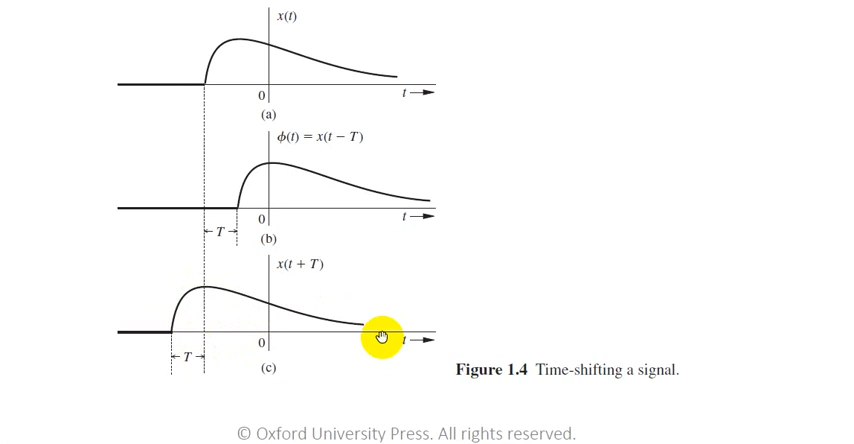 x(t)
0
t
(a)
ϕ(t) = x(t − T)
0
t
T
(b)
x(t + T)
0
t
T
(c)
Figure 1.4 Time-shifting a signal.
© Oxford University Press. All rights reserved.